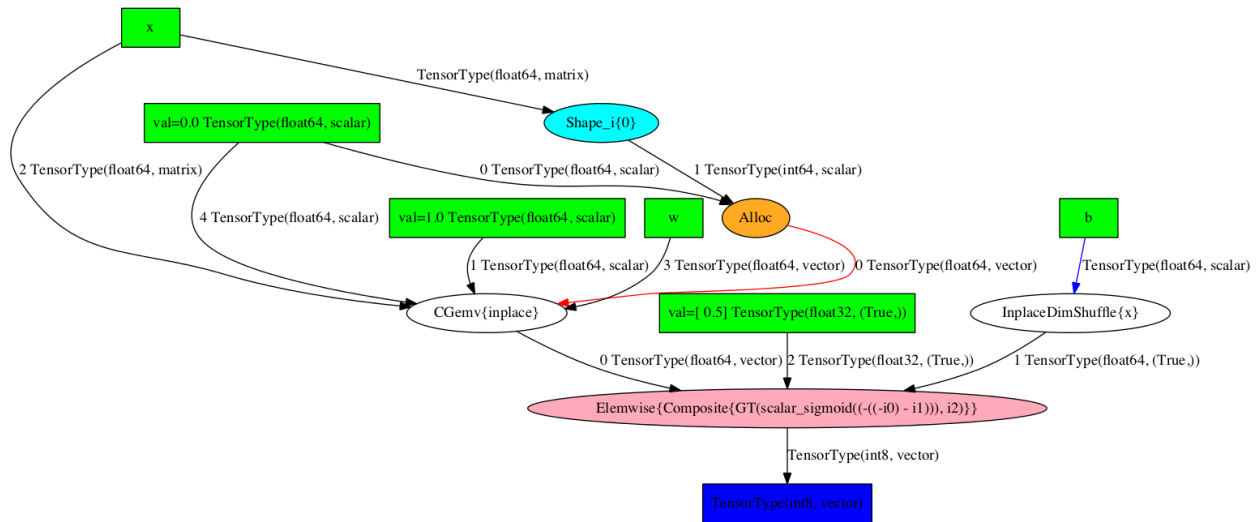 x
TensorType(float64, matrix)
val=0.0 TensorType(float64, scalar)
Shape_i{0}
2 TensorType(float64, matrix)
0 TensorType(float64, scalar)
1 TensorType(int64, scalar)
4 TensorType(float64, scalar)
val=1.0 TensorType(float64, scalar)
w
Alloc
b
1 TensorType(float64, scalar)
3 TensorType(float64, vector)
0 TensorType(float64, vector)
TensorType(float64, scalar)
CGemv{inplace}
val=[ 0.5] TensorType(float32, (True,))
InplaceDimShuffle{x}
0 TensorType(float64, vector)
2 TensorType(float32, (True,))
1 TensorType(float64, (True,))
Elemwise{Composite{GT(scalar_sigmoid((-((-i0) - i1))), i2)}}
TensorType(int8, vector)
TensorType(int8, vector)